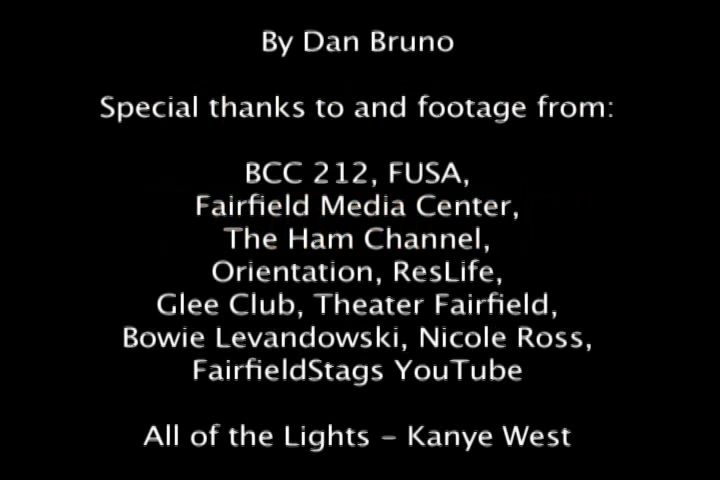 By Dan Bruno
Special thanks to and footage from:
BCC 212, FUSA,
Fairfield Media Center,
The Ham Channel,
Orientation, ResLife,
Glee Club, Theater Fairfield,
Bowie Levandowski, Nicole Ross,
FairfieldStags YouTube
All of the Lights – Kanye West